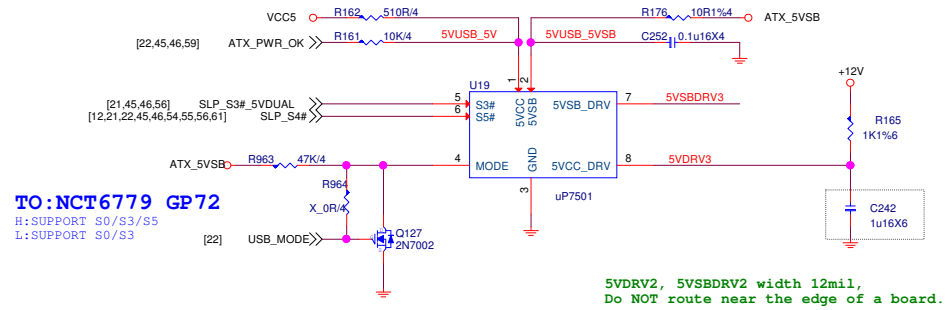 VCC5 R162 510R/4 R176 10R1%4 ATX_5VSB
[22,45,46,59] ATX_PWR_OK R161 10K/4 5VUSB_5V 5VUSB_5VSB C252 0.1u16X4
+12V
1 2
U19
[21,45,46,56] SLP_S3#_5VDUAL 5 S3# 5VCC 5VSB 5VSB_DRV 7 5VSBDRV3
[12,21,22,45,46,54,55,56,61] SLP_S4# 6 S5#
R165
1K1%6
ATX_5VSB R963 47K/4 4 MODE GND 5VCC_DRV 8 5VDRV3
3 uP7501
R964
X_0R/4
TO:NCT6779 GP72
H:SUPPORT S0/S3/S5
L:SUPPORT S0/S3
C242
1u16X6
[22] USB_MODE Q127
2N7002
5VDRV2, 5VSBDRV2 width 12mil,
Do NOT route near the edge of a board.